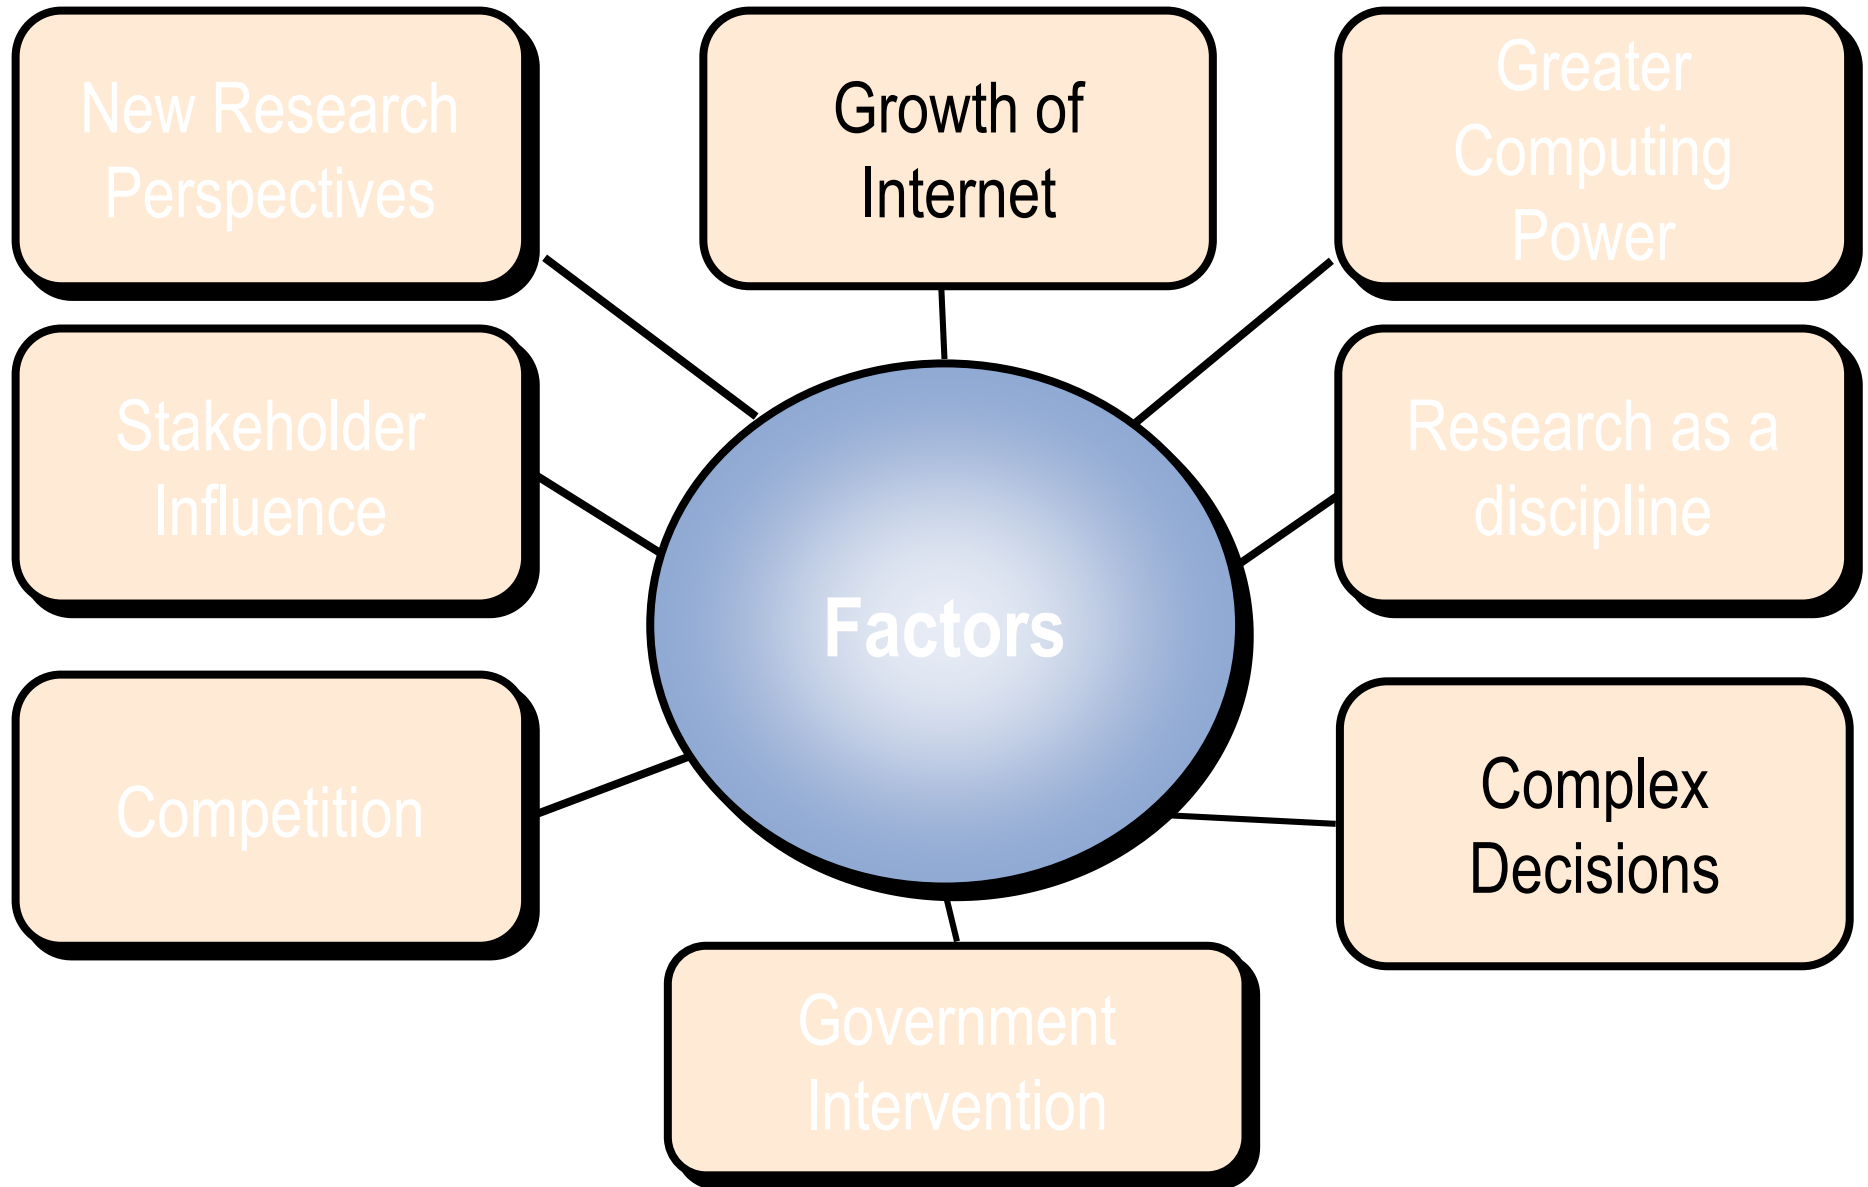 New Research
Perspectives
Growth of
Internet
Greater
Computing
Power
Stakeholder
Influence
Research as a
discipline
Factors
Competition
Complex
Decisions
Government
Intervention